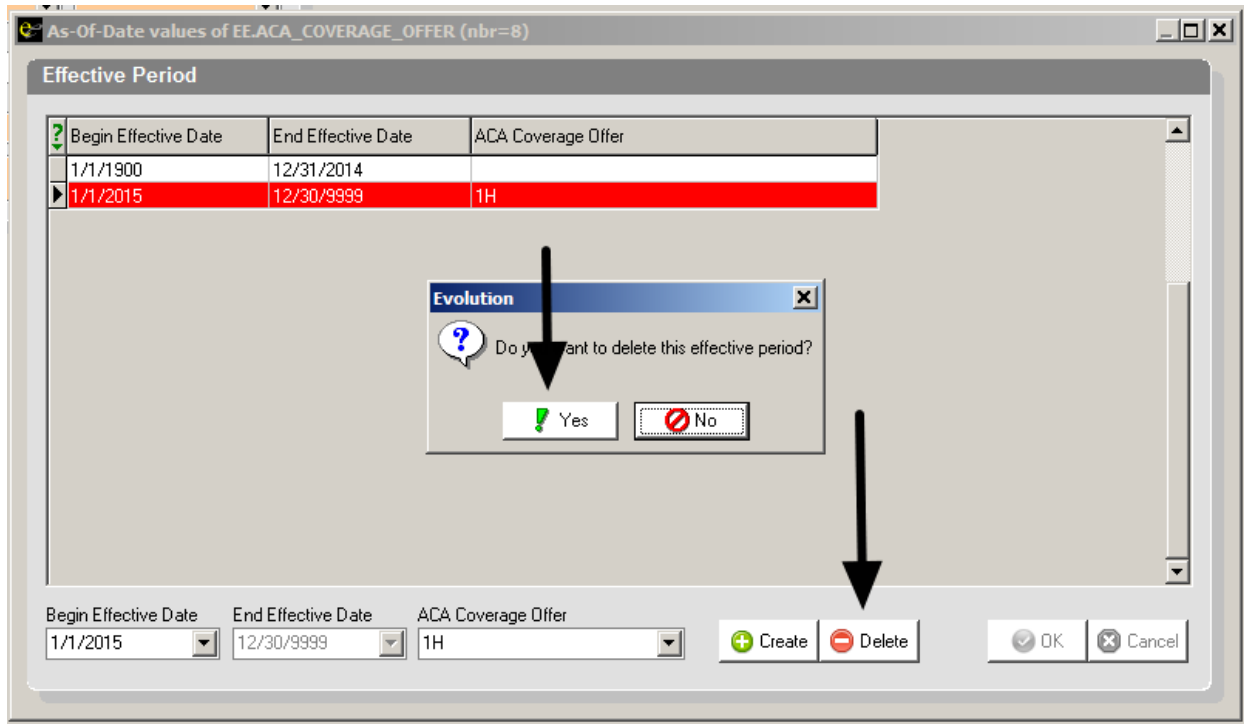 As-Of-Date values of EE.ACA_COVERAGE_OFFER (nbr=8)
Effective Period
Begin Effective Date End Effective Date ACA Coverage Offer
1/1/1900 12/31/2014
1/1/2015 12/30/9999 1H
Evolution
Do want to delete this effective period?
Yes No
Begin Effective Date End Effective Date ACA Coverage Offer
1/1/2015 12/30/9999 1H Create Delete OK Cancel